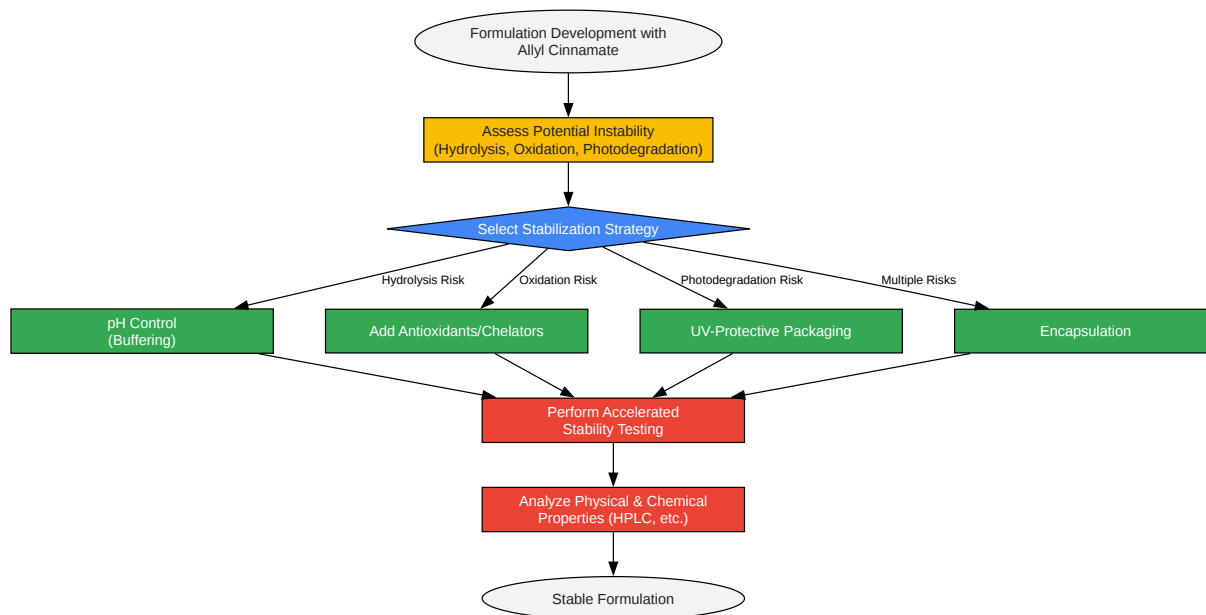 Formulation Development with
Allyl Cinnamate
Assess Potential Instability
(Hydrolysis, Oxidation, Photodegradation)
Select Stabilization Strategy
Hydrolysis Risk
Oxidation Risk
Photodegradation Risk
Multiple Risks
pH Control
(Buffering)
Add Antioxidants/Chelators
UV-Protective Packaging
Encapsulation
Perform Accelerated
Stability Testing
Analyze Physical & Chemical
Properties (HPLC, etc.)
Stable Formulation